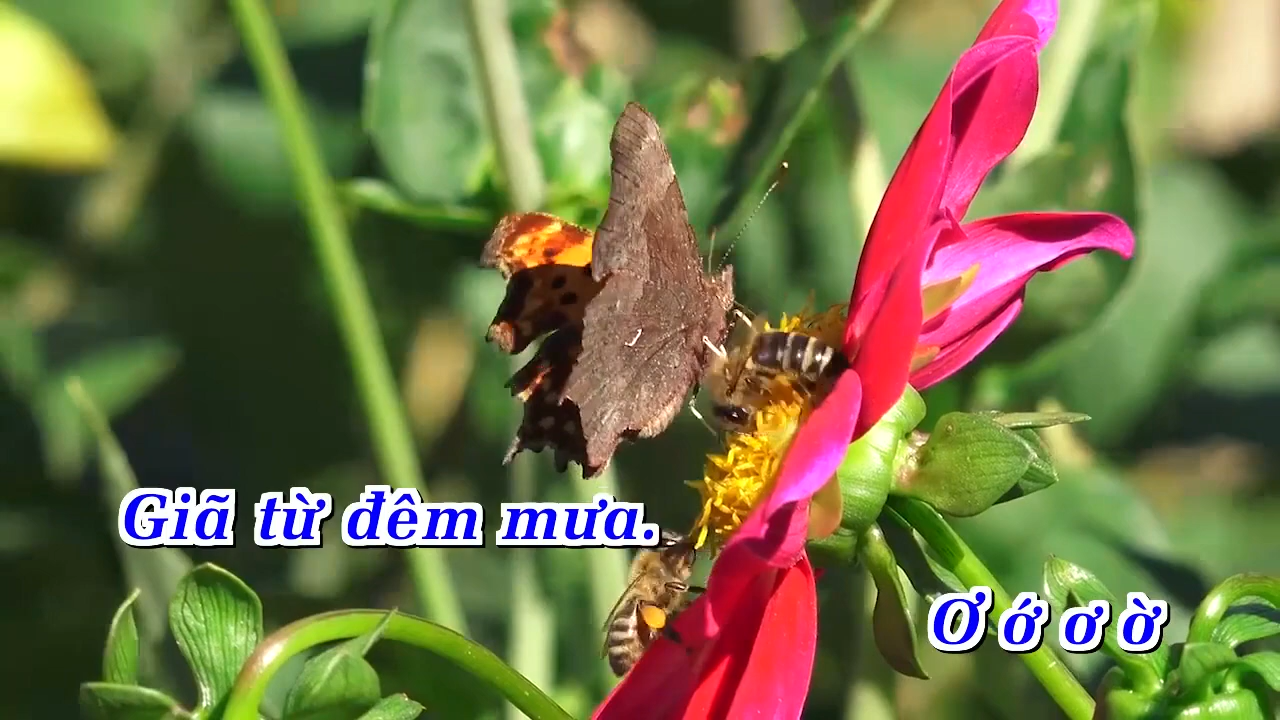 Giã từ đêm mưa.
Ơ ớ ơ ờ